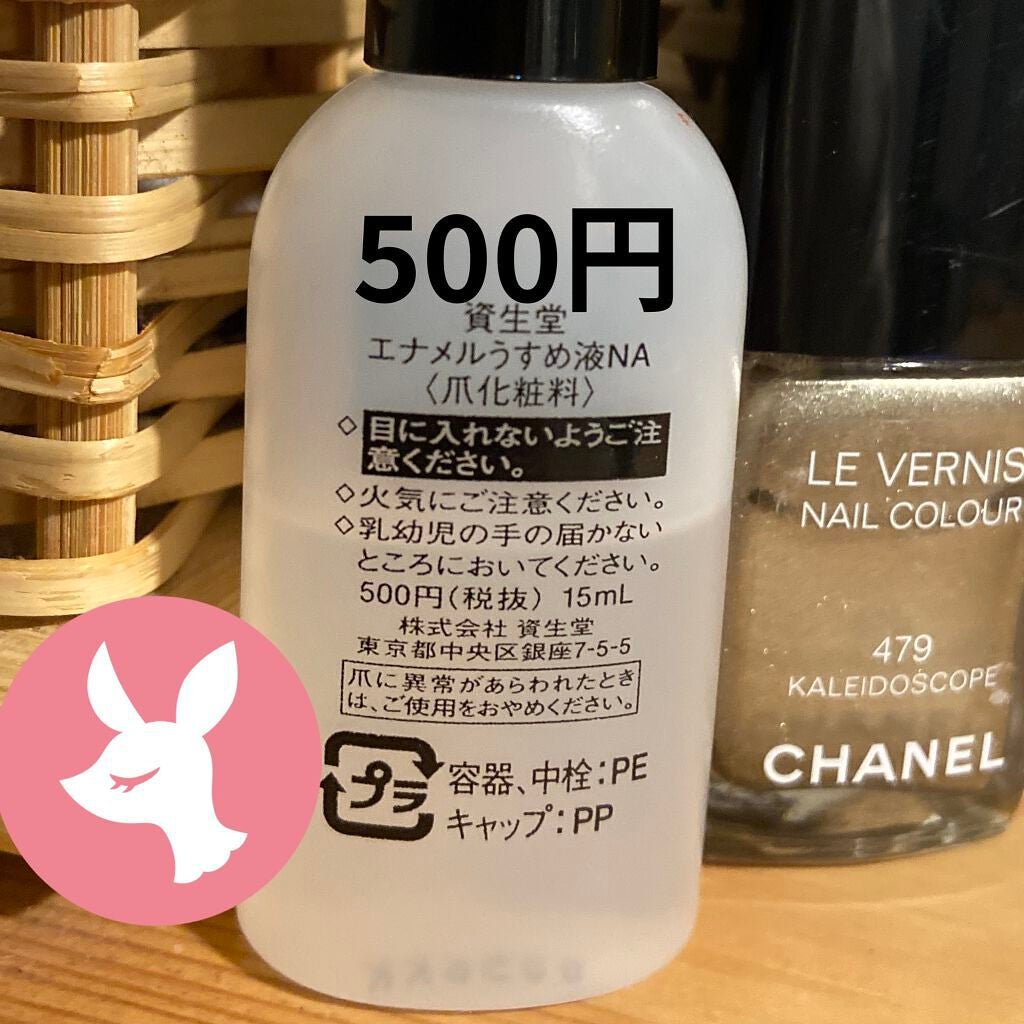 500円
資生堂
エナメルうすめ液NA
〈爪化粧料〉
◇目に入れないようご注
意ください。
◇火気にご注意ください。
◇乳幼児の手の届かない
ところにおいてください。
500円(税抜) 15mL
株式会社 資生堂
東京都中央区銀座7-5-5
爪に異常があらわれたとき
は、ご使用をおやめください。
プラ
容器、中栓:PE
キャップ:PP
LE VERNIS
NAIL COLOUR
479
KALEIDOSCOPE
CHANEL